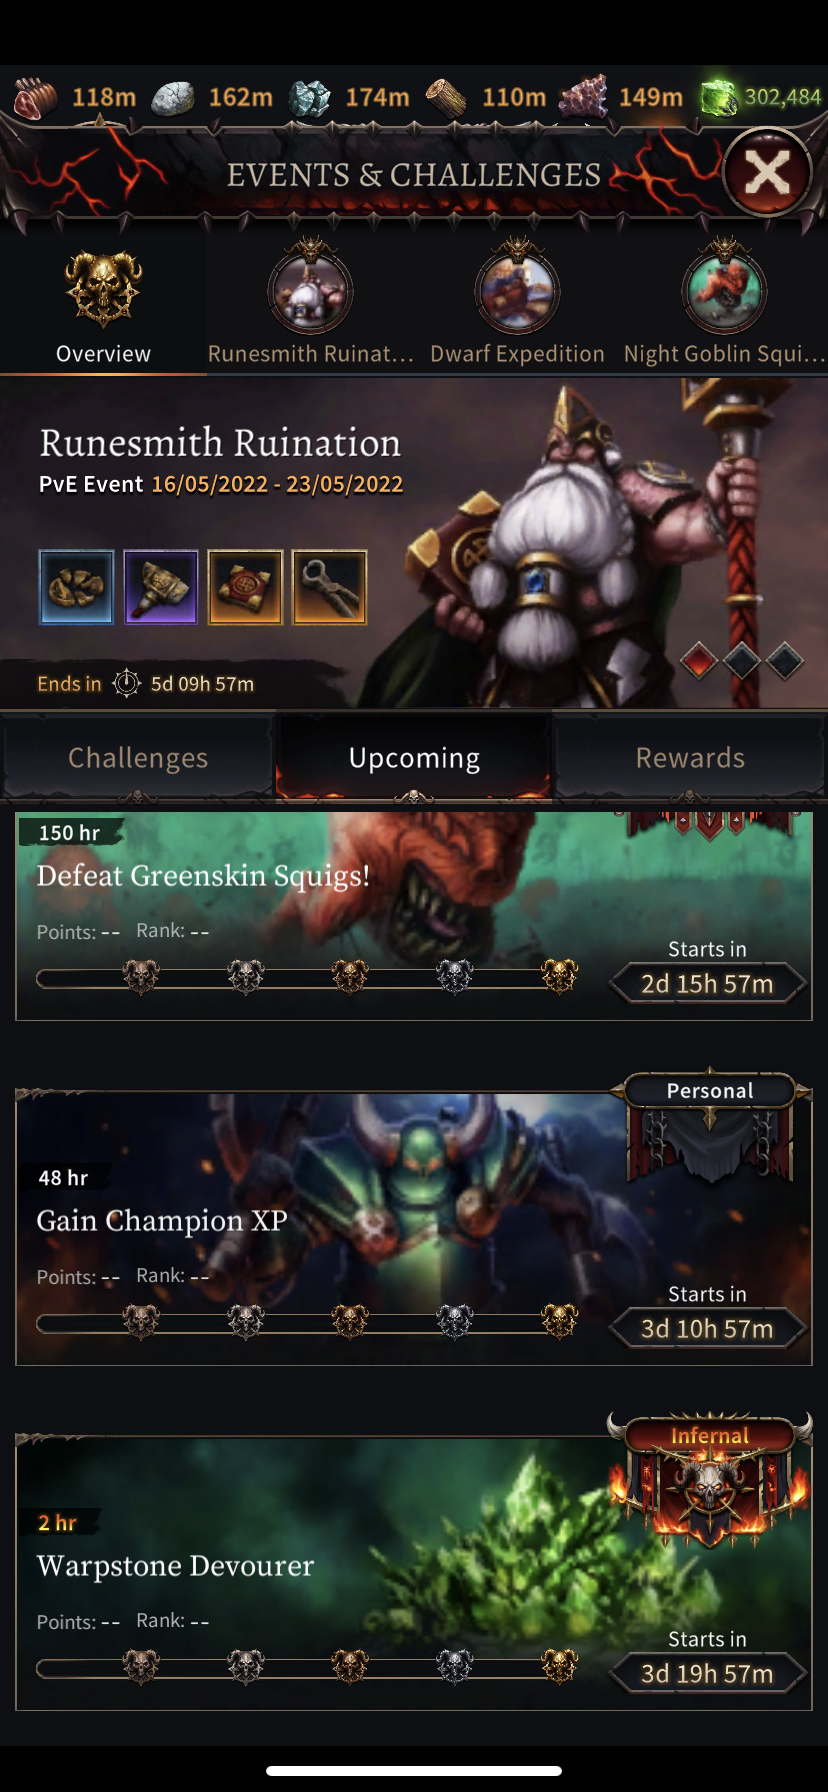 118m 162m 174m 110m 149m 302,484
EVENTS & CHALLENGES
Overview Runesmith Ruinat... Dwarf Expedition Night Goblin Squi...
Runesmith Ruination
PvE Event 16/05/2022 - 23/05/2022
Ends in 5d 09h 57m
Challenges Upcoming Rewards
150 hr
Defeat Greenskin Squigs!
Points: -- Rank: --
Starts in
2d 15h 57m
Personal
48 hr
Gain Champion XP
Points: -- Rank: --
Starts in
3d 10h 57m
Infernal
2 hr
Warpstone Devourer
Points: -- Rank: --
Starts in
3d 19h 57m